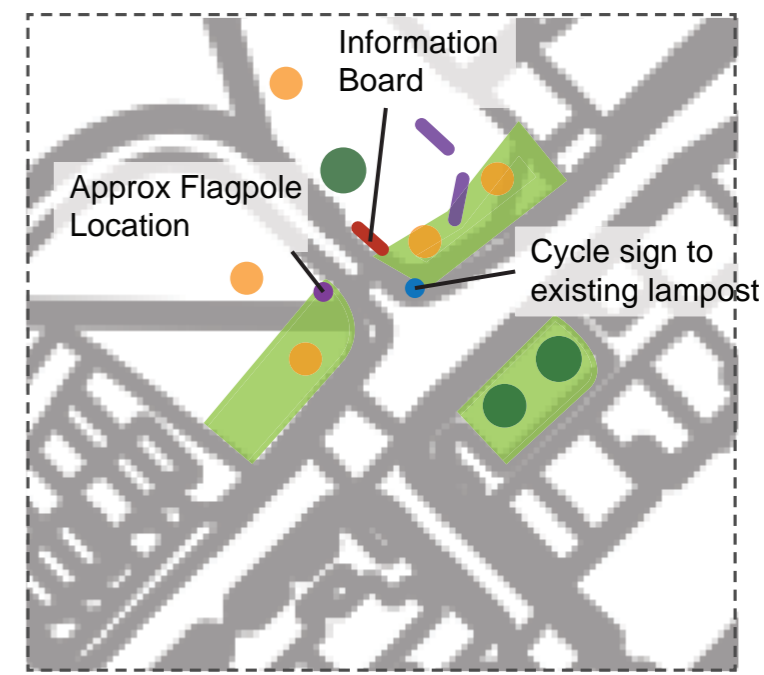 Information
Board
Approx Flagpole
Location
Cycle sign to
existing lampost